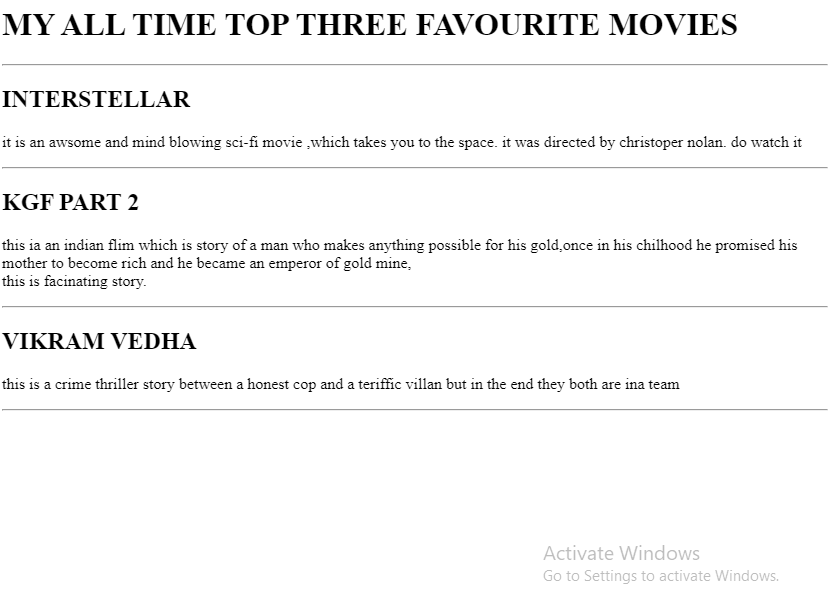 MY ALL TIME TOP THREE FAVOURITE MOVIES
INTERSTELLAR
it is an awsome and mind blowing sci-fi movie ,which takes you to the space. it was directed by christoper nolan. do watch it
KGF PART 2
this ia an indian flim which is story of a man who makes anything possible for his gold,once in his chilhood he promised his
mother to become rich and he became an emperor of gold mine,
this is facinating story.
VIKRAM VEDHA
this is a crime thriller story between a honest cop and a teriffic villan but in the end they both are ina team
Activate Windows
Go to Settings to activate Windows.